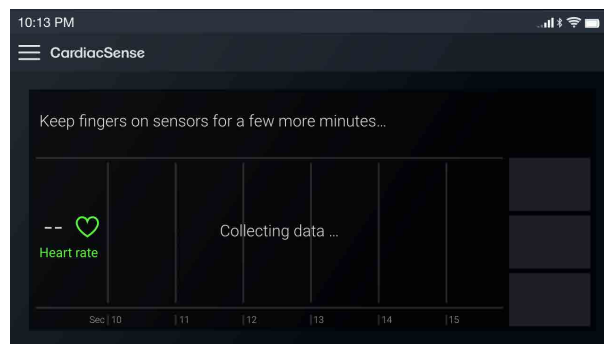 10:13 PM
CardiacSense
Keep fingers on sensors for a few more minutes...
-- 
Collecting data ...
Heart rate
Sec 10 11 12 13 14 15